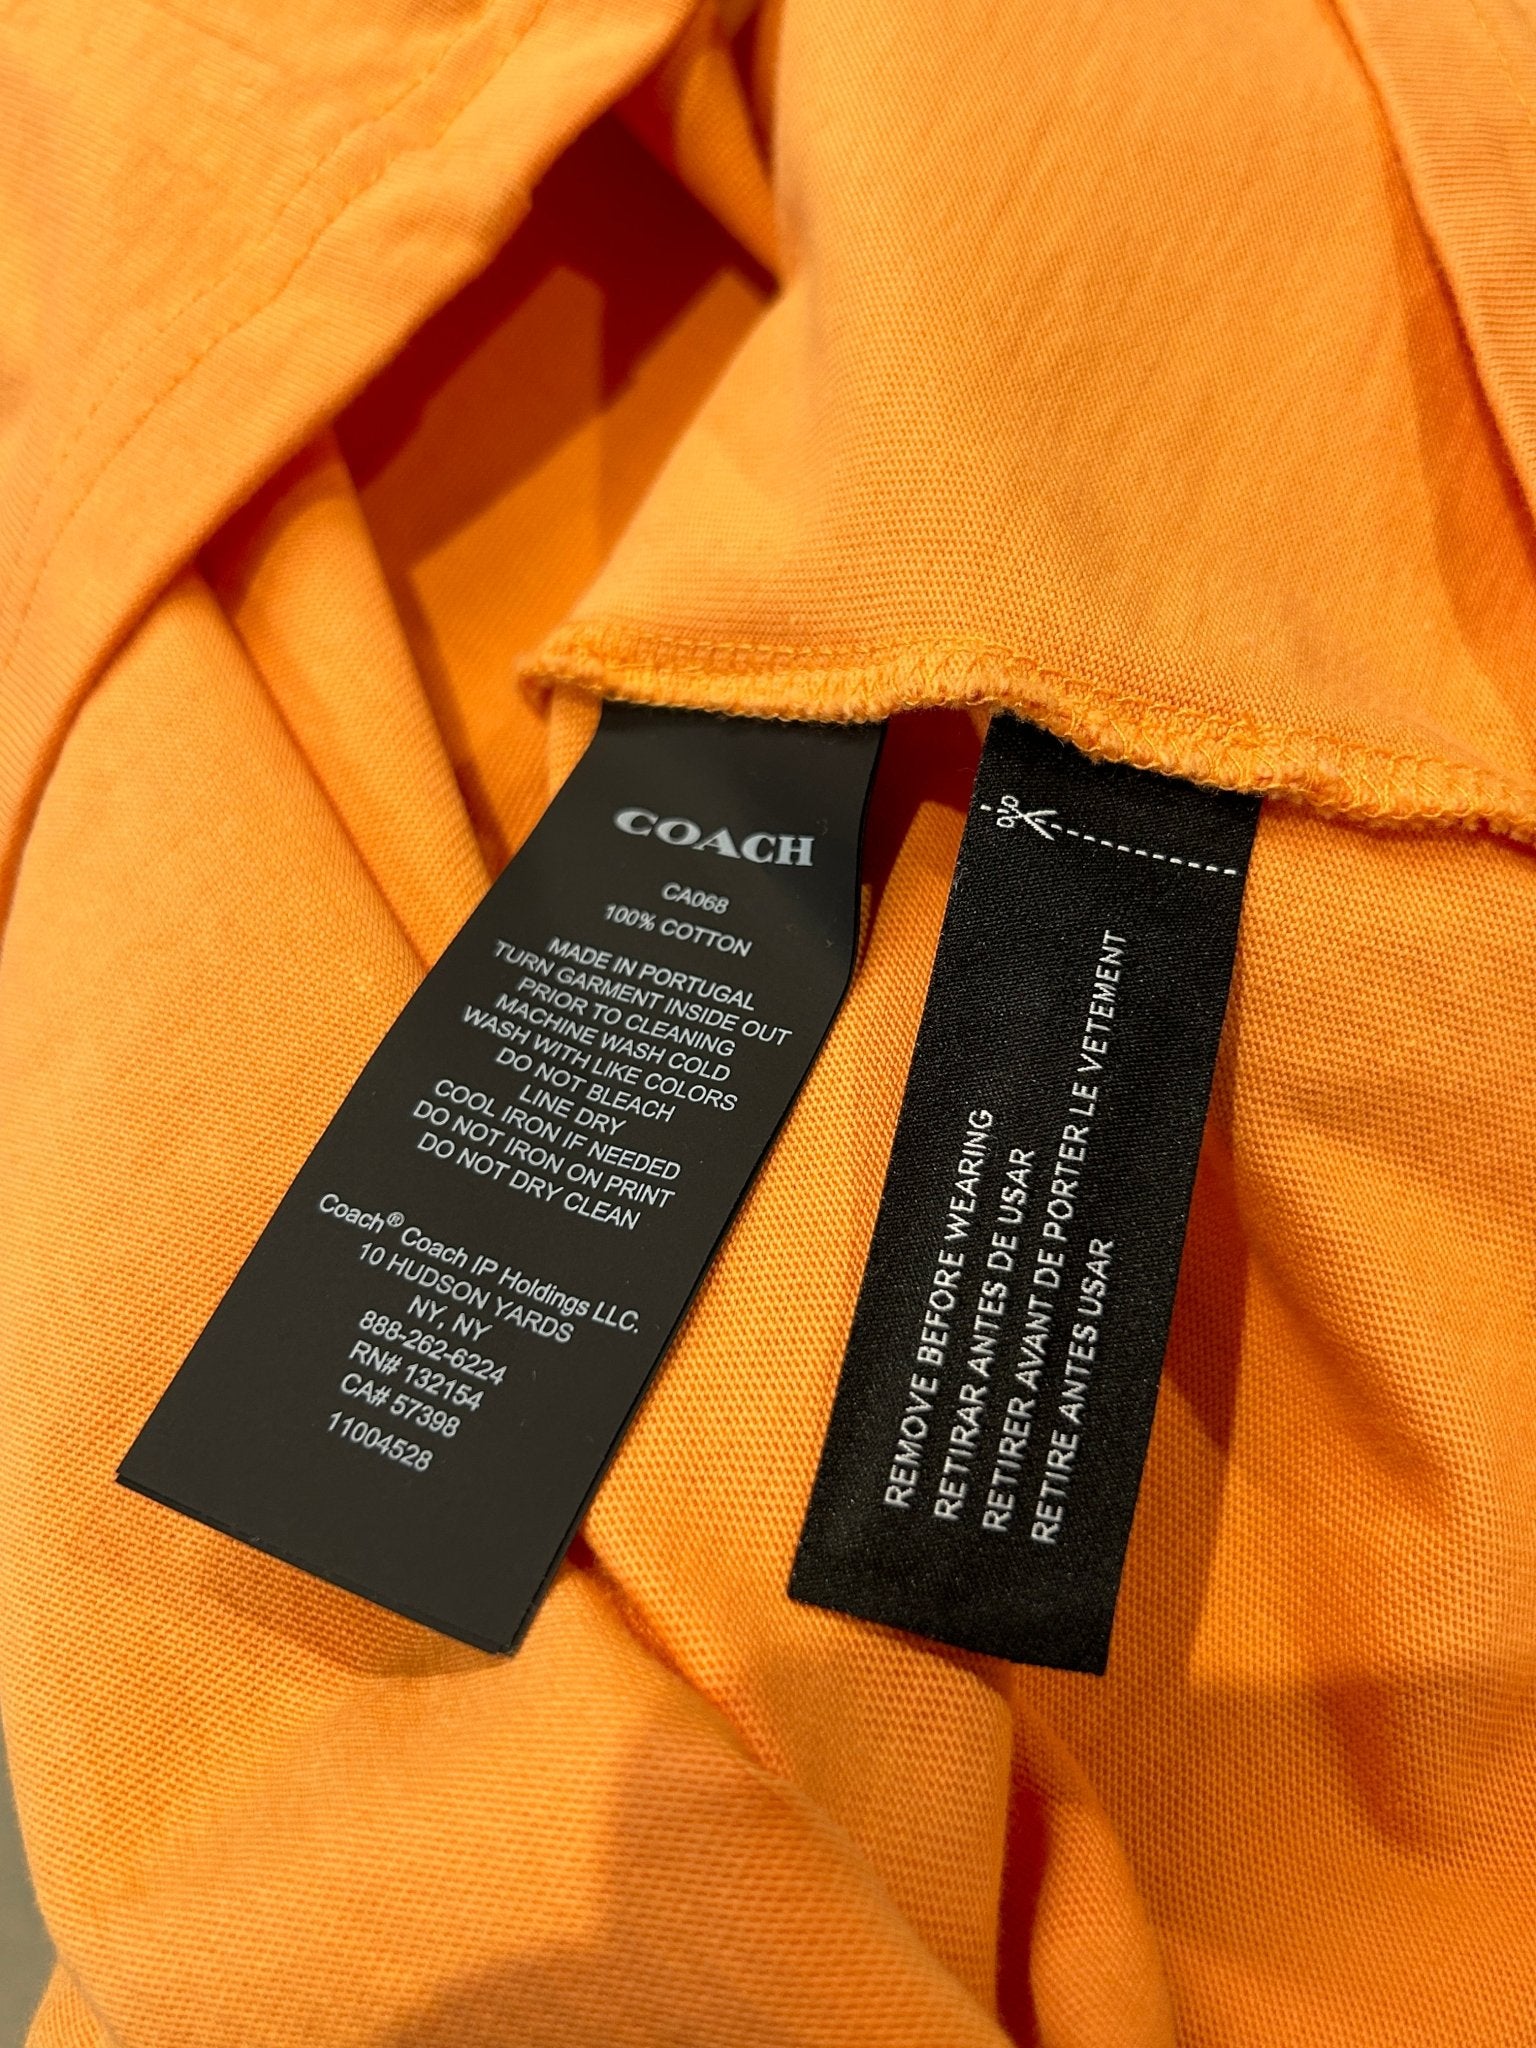 COACH
CA068
100% COTTON
MADE IN PORTUGAL
TURN GARMENT INSIDE OUT
PRIOR TO CLEANING
MACHINE WASH COLD
WASH WITH LIKE COLORS
DO NOT BLEACH
LINE DRY
COOL IRON IF NEEDED
DO NOT IRON ON PRINT
DO NOT DRY CLEAN
Coach® Coach IP Holdings LLC.
10 HUDSON YARDS
NY, NY
888-262-6224
RN# 132154
CA# 57398
11004528
REMOVE BEFORE WEARING
RETIRAR ANTES DE USAR
RETIRER AVANT DE PORTER LE VETEMENT
RETIRE ANTES USAR